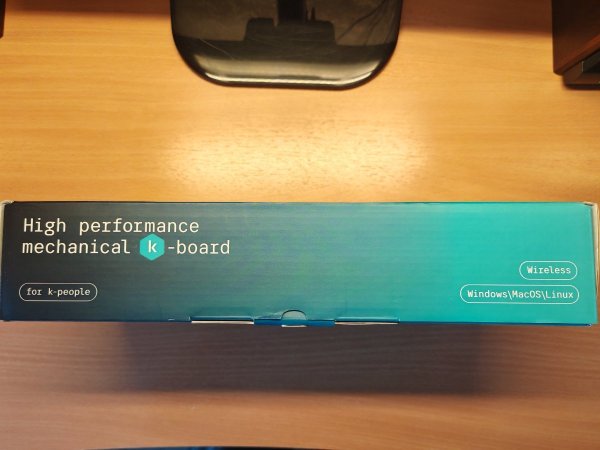 High performance
mechanical k-board
for k-people
Wireless
Windows\MacOS\Linux